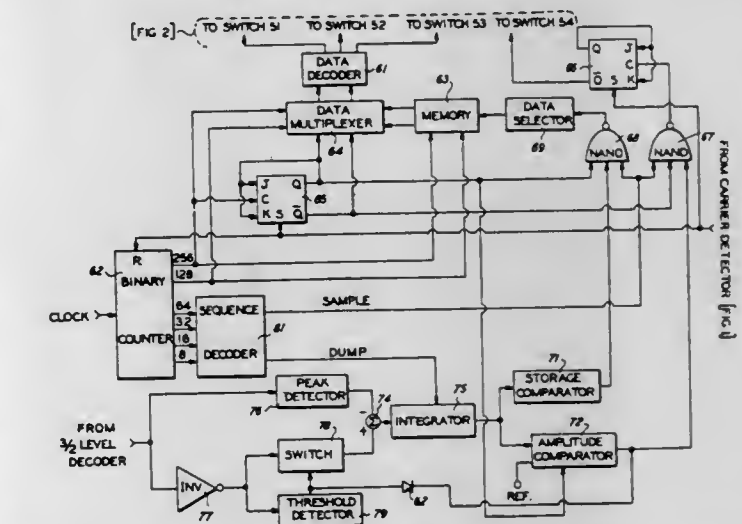 [FIG 2] TO SWITCH 51 TO SWITCH 52 TO SWITCH 53 TO SWITCH 54
DATA
DECODER
61
Q J
C
Q̅ S K
66
DATA
MULTIPLEXER
64
63
MEMORY
DATA
SELECTOR
69
68
NAND
67
NAND
FROM CARRIER DETECTOR (FIG 1)
J Q
C
K S Q̅
65
62
R
BINARY
COUNTER
256
128
64
32
16
8
CLOCK
SEQUENCE
DECODER
61
SAMPLE
DUMP
71
STORAGE
COMPARATOR
PEAK
DETECTOR
76
74
-
+
Σ
75
INTEGRATOR
72
AMPLITUDE
COMPARATOR
REF.
FROM
3/2 LEVEL
DECODER
78
SWITCH
INV
77
THRESHOLD
DETECTOR
79
82